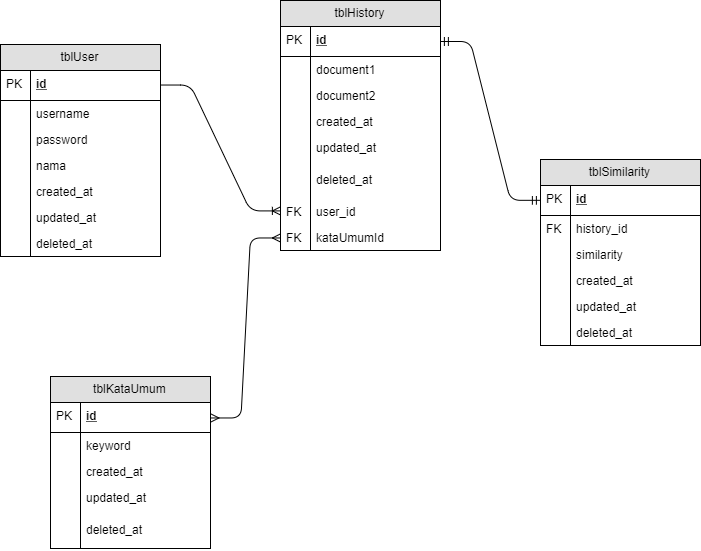 tblHistory
PK id
document1
document2
created_at
updated_at
deleted_at
FK user_id
FK kataUmumId
tblUser
PK id
username
password
nama
created_at
updated_at
deleted_at
tblSimilarity
PK id
FK history_id
similarity
created_at
updated_at
deleted_at
tblKataUmum
PK id
keyword
created_at
updated_at
deleted_at